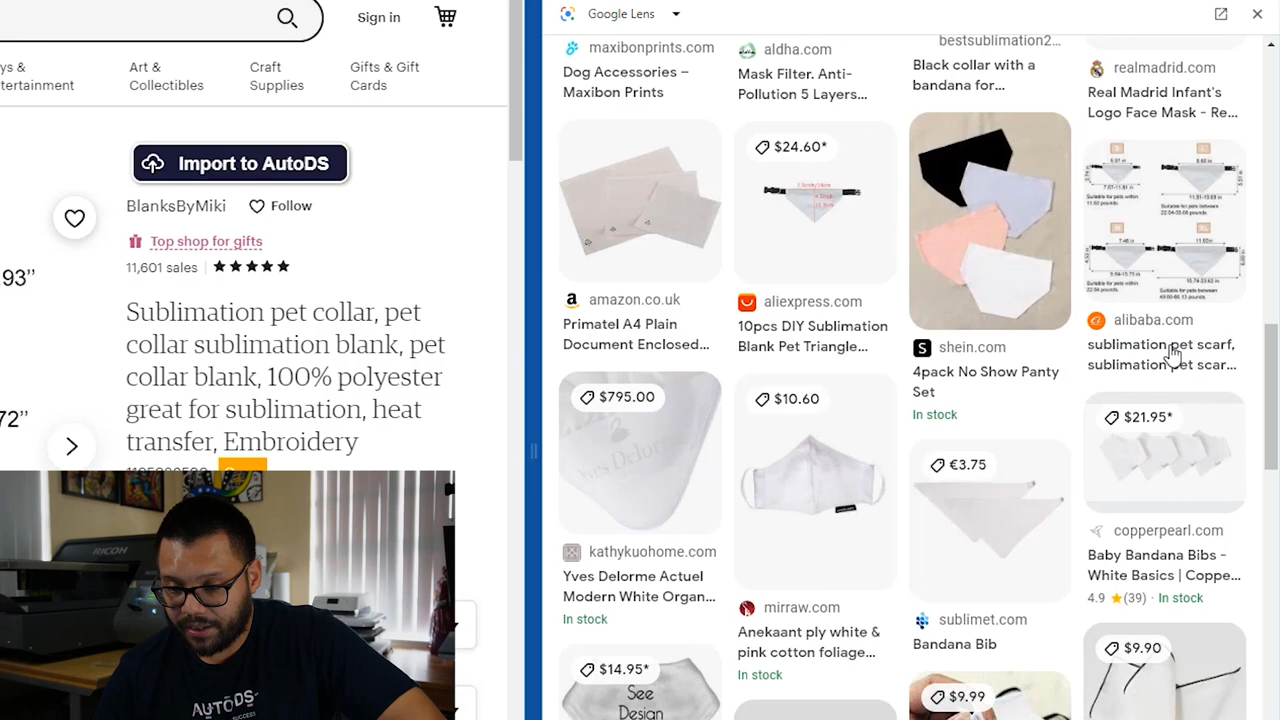 Sign in
ys &
tertainment
Art &
Collectibles
Craft
Supplies
Gifts & Gift
Cards
Import to AutoDS
BlanksByMiki
Follow
Top shop for gifts
11,601 sales
93’’
Sublimation pet collar, pet
collar sublimation blank, pet
collar blank, 100% polyester
great for sublimation, heat
transfer, Embroidery
72’’
RICOH
AUTODS
SUCCESS
Google Lens
maxibonprints.com
Dog Accessories –
Maxibon Prints
amazon.co.uk
Primatel A4 Plain
Document Enclosed...
$795.00
kathykuohome.com
Yves Delorme Actuel
Modern White Organ...
In stock
$14.95*
See
Design
aldha.com
Mask Filter. Anti-
Pollution 5 Layers...
$24.60*
aliexpress.com
10pcs DIY Sublimation
Blank Pet Triangle...
$10.60
mirraw.com
Anekaant ply white &
pink cotton foliage...
In stock
bestsublimation2...
Black collar with a
bandana for...
shein.com
4pack No Show Panty
Set
In stock
€3.75
sublimet.com
Bandana Bib
$9.99
realmadrid.com
Real Madrid Infant's
Logo Face Mask - Re...
alibaba.com
sublimation pet scarf,
sublimation pet scar...
$21.95*
copperpearl.com
Baby Bandana Bibs -
White Basics | Coppe...
4.9 ★ (39) · In stock
$9.90